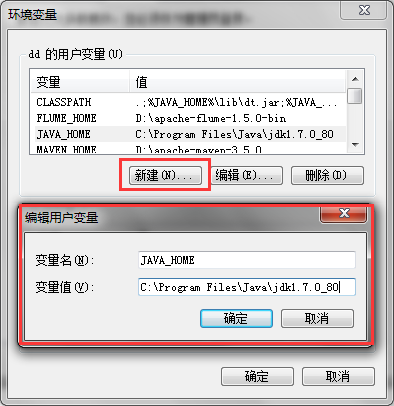 环境变量
dd 的用户变量(U)
变量 值
CLASSPATH .;%JAVA_HOME%\lib\dt.jar;%JAVA_...
FLUME_HOME D:\apache-flume-1.5.0-bin
JAVA_HOME C:\Program Files\Java\jdk1.7.0_80
MAVEN_HOME D:\apache-maven-3.5.0
新建(N)... 编辑(E)... 删除(D)
编辑用户变量
变量名(N): JAVA_HOME
变量值(V): C:\Program Files\Java\jdk1.7.0_80
确定 取消
确定 取消